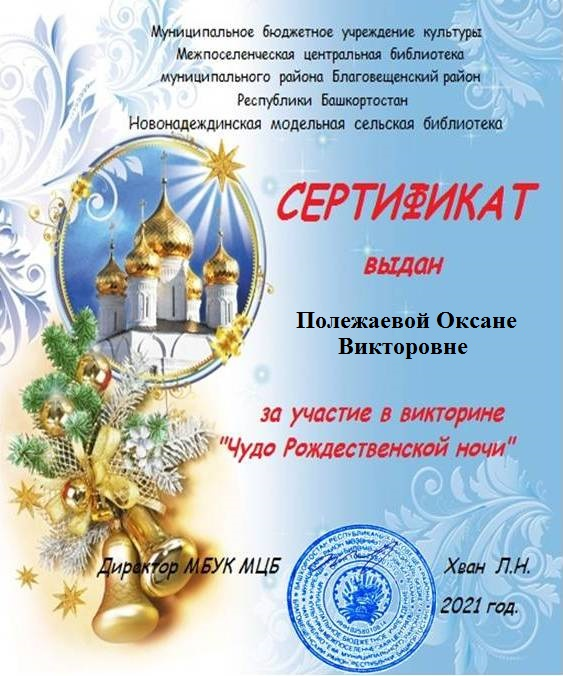 Муниципальное бюджетное учреждение культуры
Межпоселенческая центральная библиотека
муниципального района Благовещенский район
Республики Башкортостан
Новонадеждинская модельная сельская библиотека
СЕРТИФИКАТ
выдан
Полежаевой Оксане
Викторовне
за участие в викторине
"Чудо Рождественской ночи"
Директор МБУК МЦБ
Хван Л.Н.
2021 год.